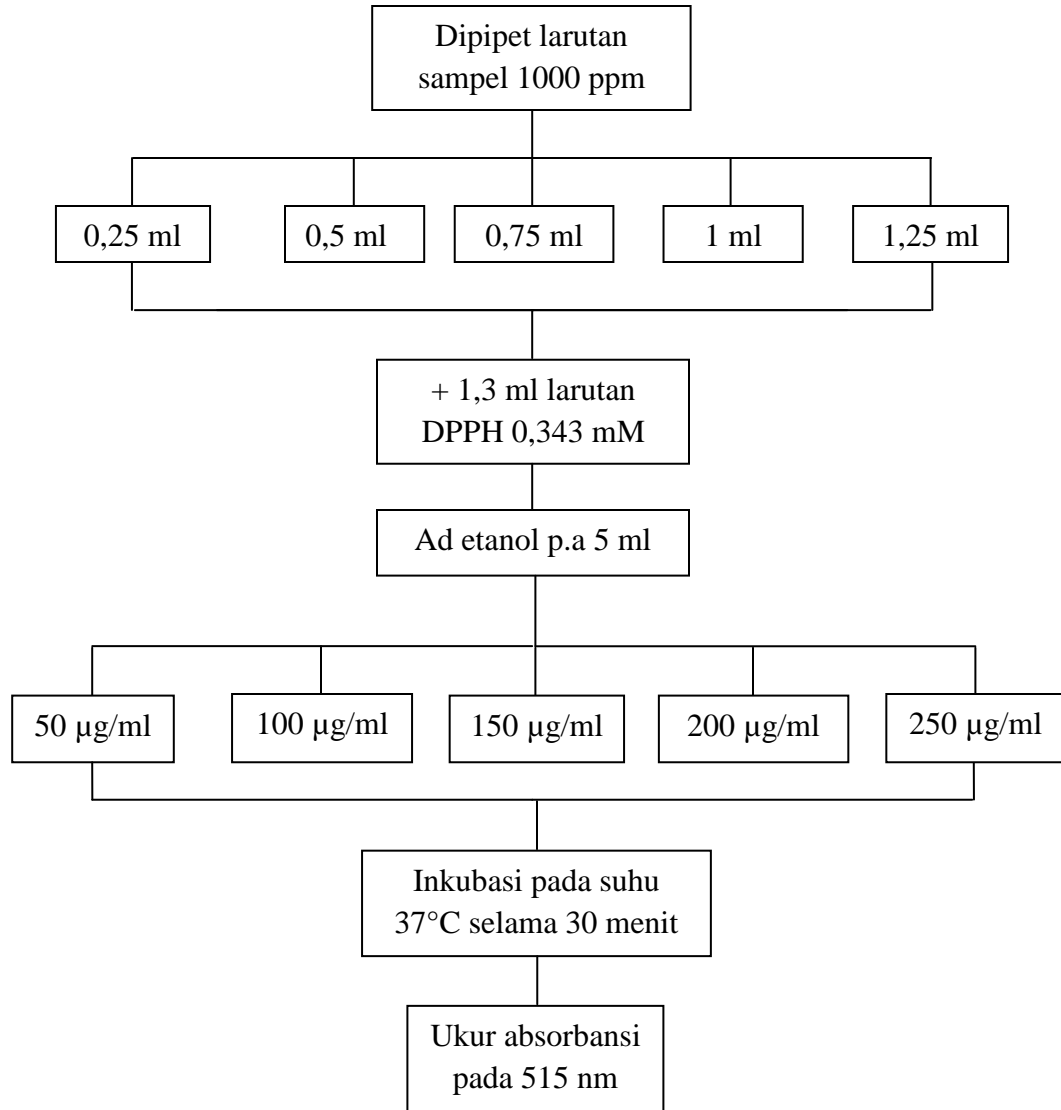 Dipipet larutan
sampel 1000 ppm
0,25 ml
0,5 ml
0,75 ml
1 ml
1,25 ml
+ 1,3 ml larutan
DPPH 0,343 mM
Ad etanol p.a 5 ml
50 µg/ml
100 µg/ml
150 µg/ml
200 µg/ml
250 µg/ml
Inkubasi pada suhu
37°C selama 30 menit
Ukur absorbansi
pada 515 nm